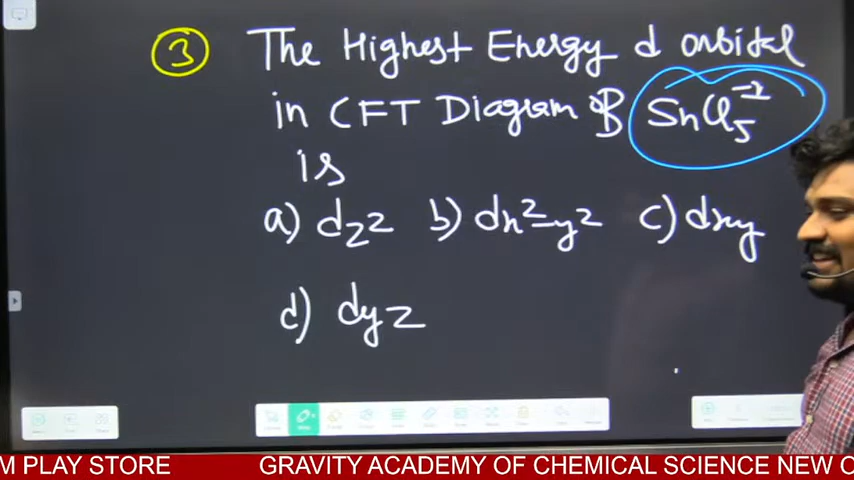 3 The Highest Energy d orbital
in CFT Diagram of SnCl₅⁻²
is
a) dz² b) dx²-y² c) dxy
d) dyz
M PLAY STORE GRAVITY ACADEMY OF CHEMICAL SCIENCE NEW C